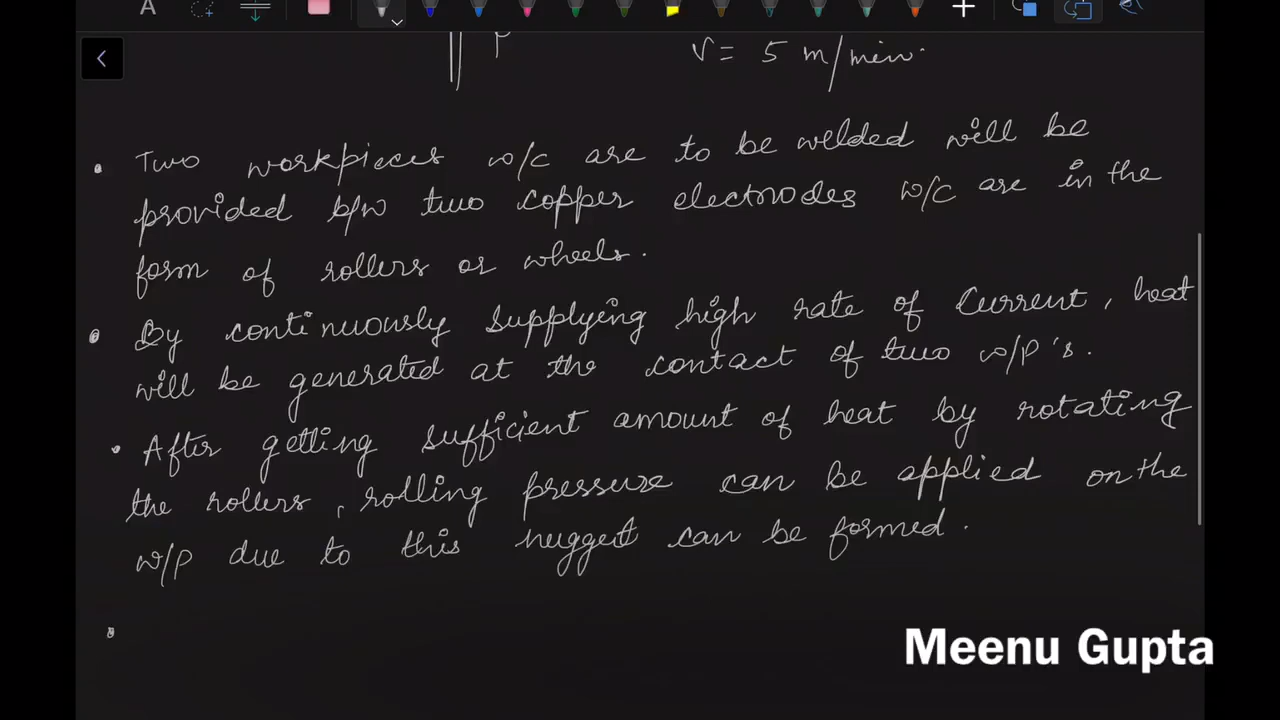 A
P
V = 5 m/min.
• Two workpieces w/c are to be welded will be
provided b/w two copper electrodes w/c are in the
form of rollers or wheels.
• By continuously supplying high rate of current, heat
will be generated at the contact of two w/p's.
• After getting sufficient amount of heat by rotating
the rollers, rolling pressure can be applied on the
w/p due to this nugget can be formed.
Meenu Gupta